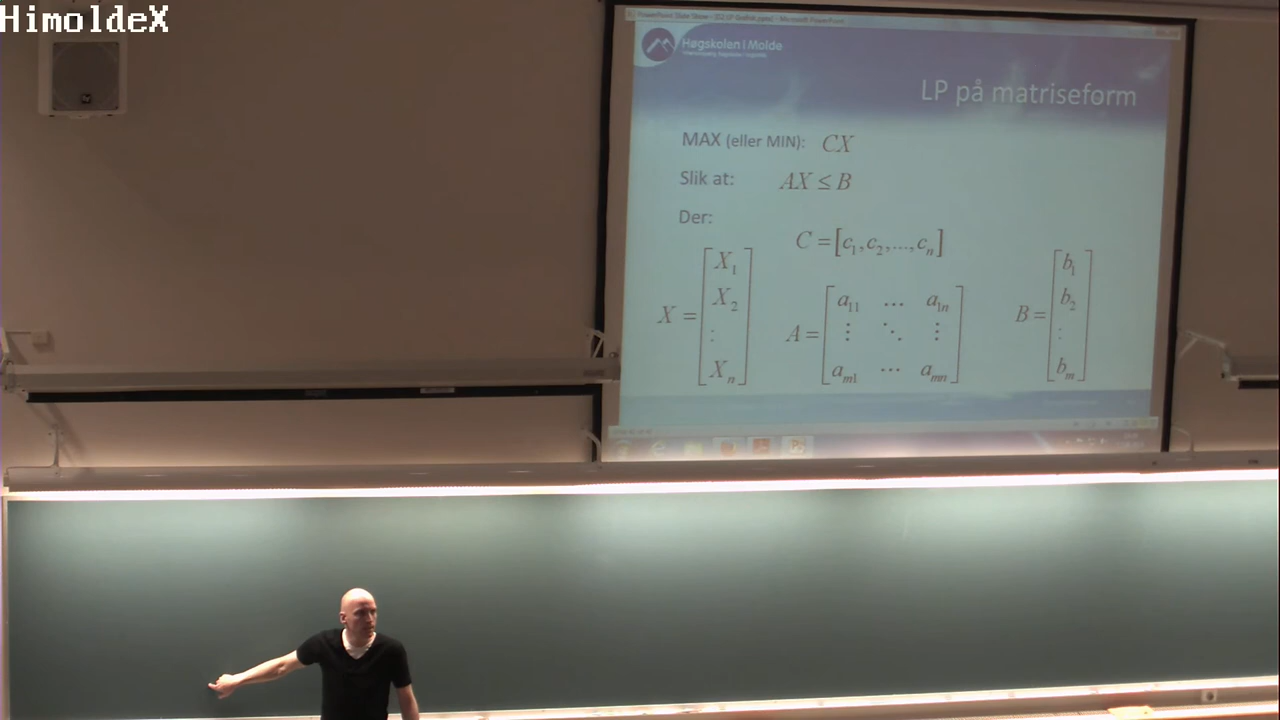 HimoldeX
Høgskolen i Molde
LP på matriseform
MAX (eller MIN): CX
Slik at: AX ≤ B
Der:
C = [c₁, c₂, ..., cₙ]
X = [X₁ X₂ : Xₙ]
A = [a₁₁ ... a₁ₙ ⋮ ⋱ ⋮ aₘ₁ ... aₘₙ]
B = [b₁ b₂ : bₘ]